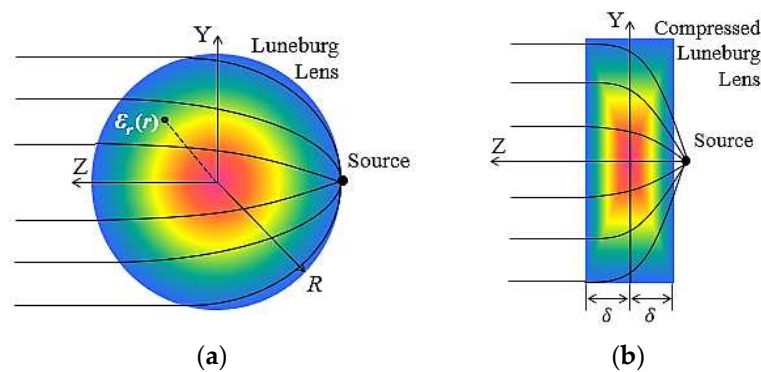 Y
Luneburg
Lens
εᵣ(r)
Z
Source
R
(a)
Y
Compressed
Luneburg
Lens
Z
Source
δ δ
(b)